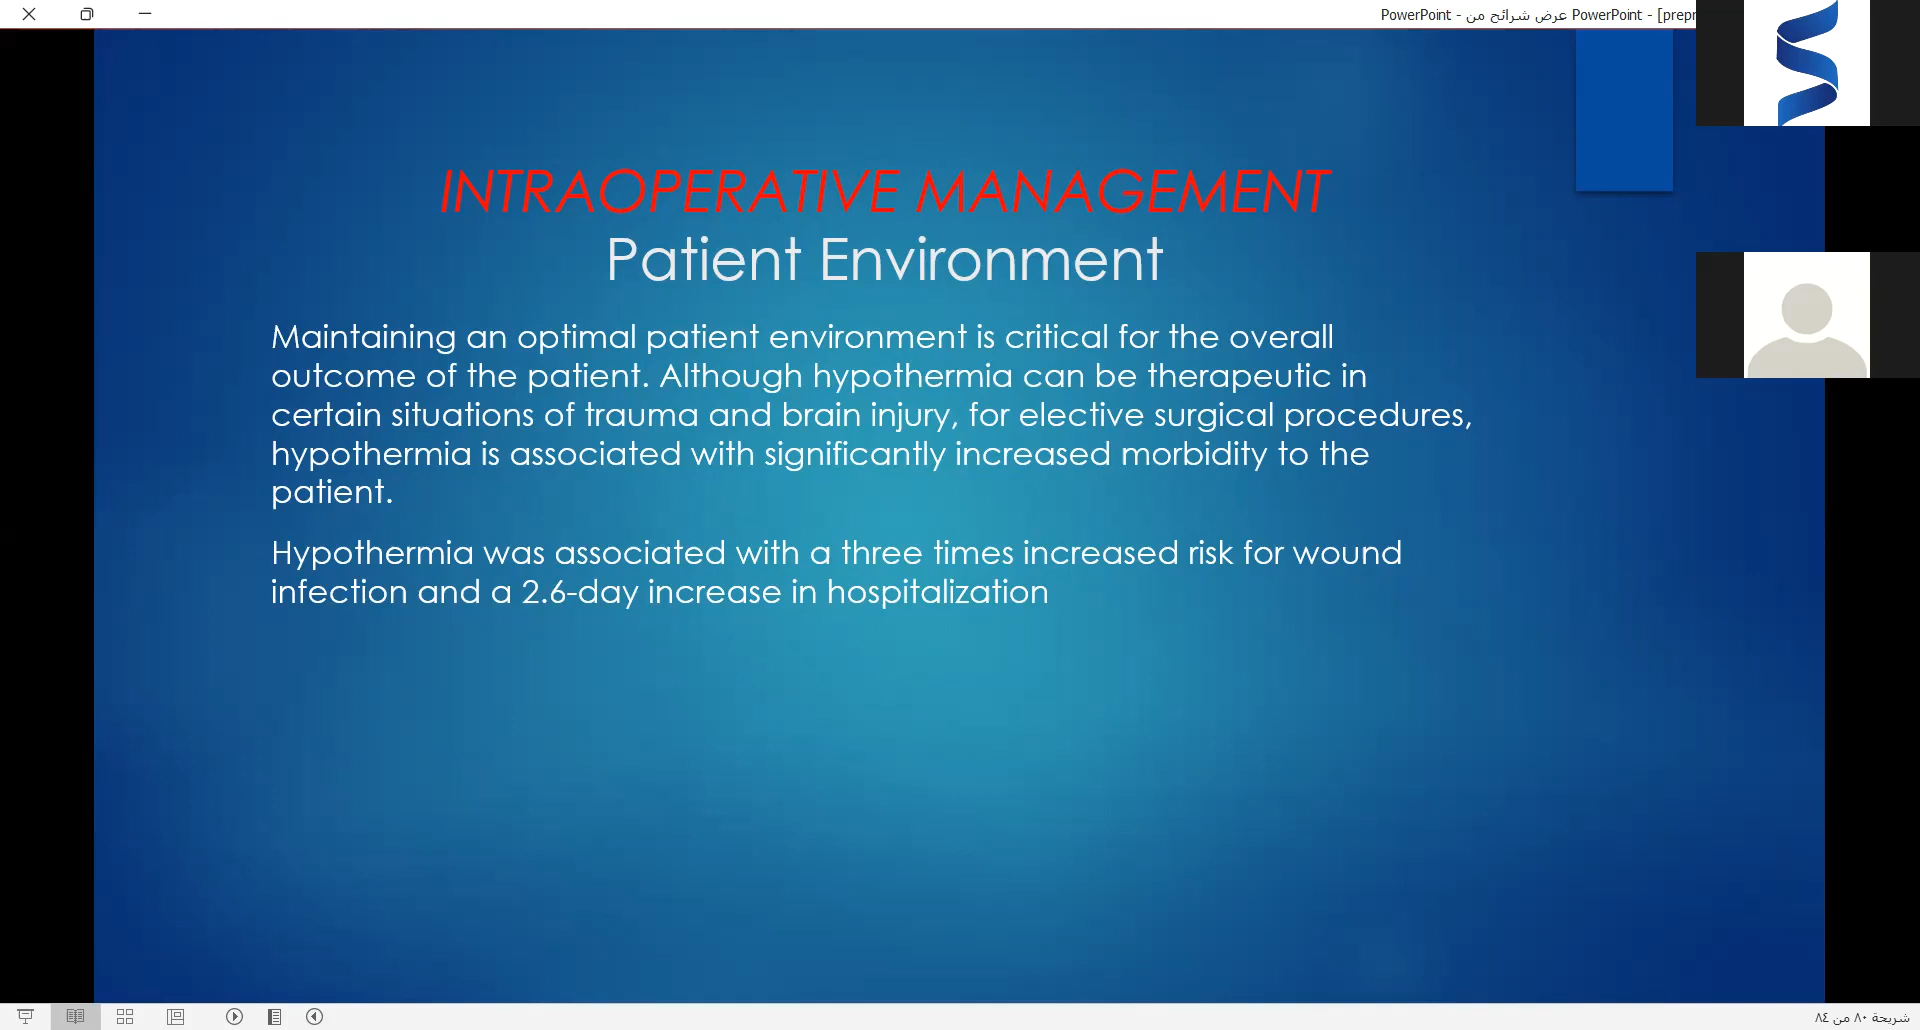 PowerPoint - عرض شرائح من PowerPoint - [prepr
INTRAOPERATIVE MANAGEMENT
Patient Environment
Maintaining an optimal patient environment is critical for the overall
outcome of the patient. Although hypothermia can be therapeutic in
certain situations of trauma and brain injury, for elective surgical procedures,
hypothermia is associated with significantly increased morbidity to the
patient.
Hypothermia was associated with a three times increased risk for wound
infection and a 2.6-day increase in hospitalization
شريحة ٨٠ من ٨٤